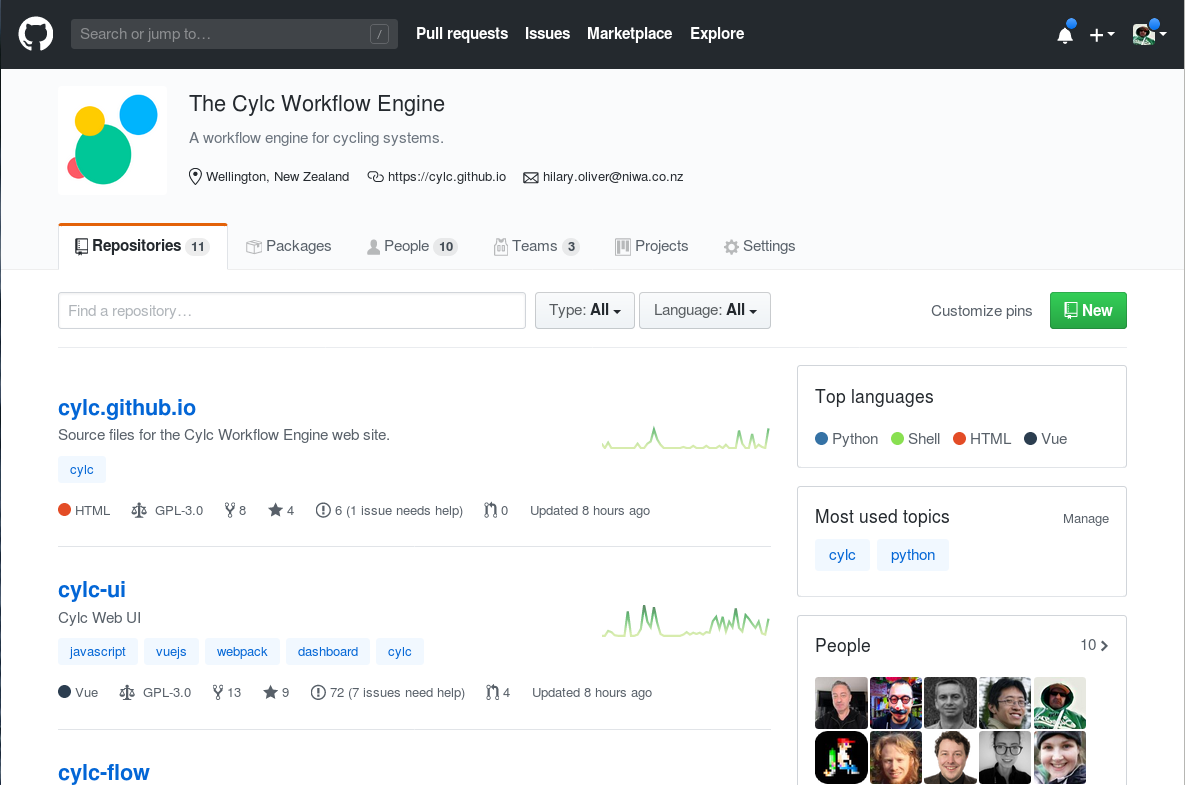 Search or jump to… /
Pull requests Issues Marketplace Explore
The Cylc Workflow Engine
A workflow engine for cycling systems.
Wellington, New Zealand https://cylc.github.io hilary.oliver@niwa.co.nz
Repositories 11 Packages People 10 Teams 3 Projects Settings
Find a repository… Type: All Language: All Customize pins New
cylc.github.io
Source files for the Cylc Workflow Engine web site.
cylc
HTML GPL-3.0 8 4 6 (1 issue needs help) 0 Updated 8 hours ago
cylc-ui
Cylc Web UI
javascript vuejs webpack dashboard cylc
Vue GPL-3.0 13 9 72 (7 issues need help) 4 Updated 8 hours ago
cylc-flow
Top languages
Python Shell HTML Vue
Most used topics Manage
cylc python
People 10